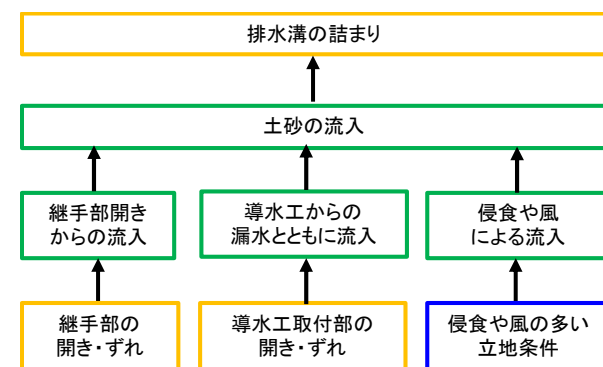 排水溝の詰まり
土砂の流入
継手部開き
からの流入
導水工からの
漏水とともに流入
侵食や風
による流入
継手部の
開き・ずれ
導水工取付部の
開き・ずれ
侵食や風の多い
立地条件